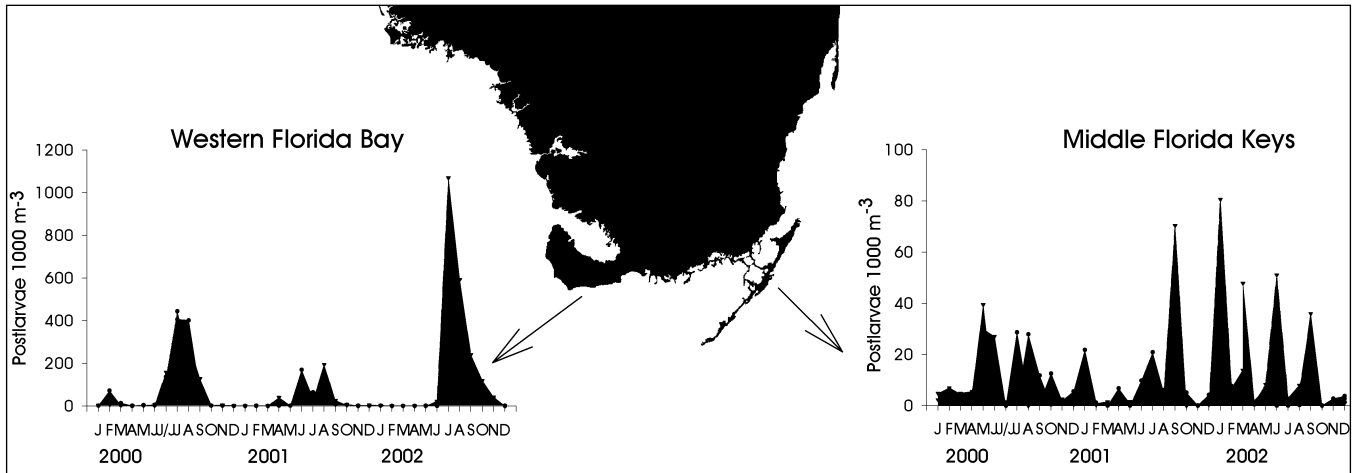 Western Florida Bay
1200
1000
800
600
400
200
0
Postlarvae 1000 m-3
J FMAMJJ/JJ A SOND J FMAMJ J A SOND J FMAMJ J A SOND
2000 2001 2002
Middle Florida Keys
100
80
60
40
20
0
Postlarvae 1000 m-3
J FMAMJJ/JJ A SOND J FMAMJ J A SOND J FMAMJ J A SOND
2000 2001 2002